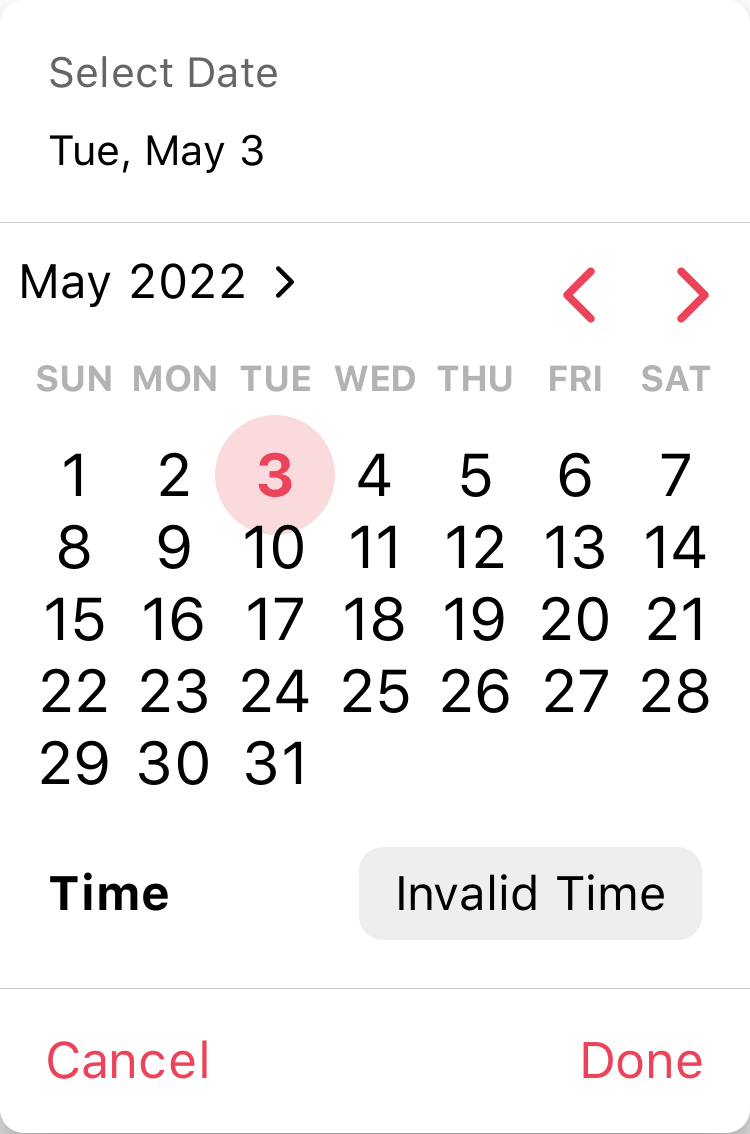 Select Date
Tue, May 3
May 2022
SUN MON TUE WED THU FRI SAT
1 2 3 4 5 6 7
8 9 10 11 12 13 14
15 16 17 18 19 20 21
22 23 24 25 26 27 28
29 30 31
Time Invalid Time
Cancel Done